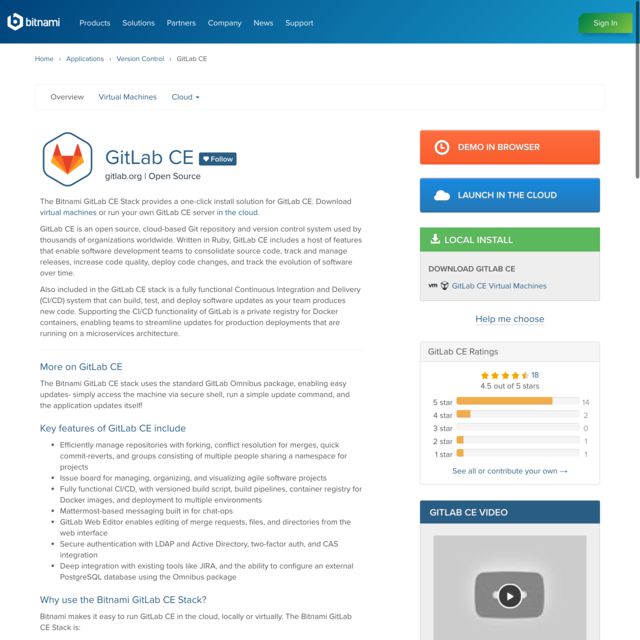 bitnami
Products Solutions Partners Company News Support
Sign In
Home › Applications › Version Control › GitLab CE
Overview Virtual Machines Cloud
GitLab CE Follow
gitlab.org | Open Source
The Bitnami GitLab CE Stack provides a one-click install solution for GitLab CE. Download
virtual machines or run your own GitLab CE server in the cloud.
GitLab CE is an open source, cloud-based Git repository and version control system used by
thousands of organizations worldwide. Written in Ruby, GitLab CE includes a host of features
that enable software development teams to consolidate source code, track and manage
releases, increase code quality, deploy code changes, and track the evolution of software
over time.
Also included in the GitLab CE stack is a fully functional Continuous Integration and Delivery
(CI/CD) system that can build, test, and deploy software updates as your team produces
new code. Supporting the CI/CD functionality of GitLab is a private registry for Docker
containers, enabling teams to streamline updates for production deployments that are
running on a microservices architecture.
More on GitLab CE
The Bitnami GitLab CE stack uses the standard GitLab Omnibus package, enabling easy
updates- simply access the machine via secure shell, run a simple update command, and
the application updates itself!
Key features of GitLab CE include
• Efficiently manage repositories with forking, conflict resolution for merges, quick
commit-reverts, and groups consisting of multiple people sharing a namespace for
projects
• Issue board for managing, organizing, and visualizing agile software projects
• Fully functional CI/CD, with versioned build script, build pipelines, container registry for
Docker images, and deployment to multiple environments
• Mattermost-based messaging built in for chat-ops
• GitLab Web Editor enables editing of merge requests, files, and directories from the
web interface
• Secure authentication with LDAP and Active Directory, two-factor auth, and CAS
integration
• Deep integration with existing tools like JIRA, and the ability to configure an external
PostgreSQL database using the Omnibus package
Why use the Bitnami GitLab CE Stack?
Bitnami makes it easy to run GitLab CE in the cloud, locally or virtually. The Bitnami GitLab
CE Stack is:
DEMO IN BROWSER
LAUNCH IN THE CLOUD
LOCAL INSTALL
DOWNLOAD GITLAB CE
vm GitLab CE Virtual Machines
Help me choose
GitLab CE Ratings
18
4.5 out of 5 stars
5 star 14
4 star 2
3 star 0
2 star 1
1 star 1
See all or contribute your own →
GITLAB CE VIDEO